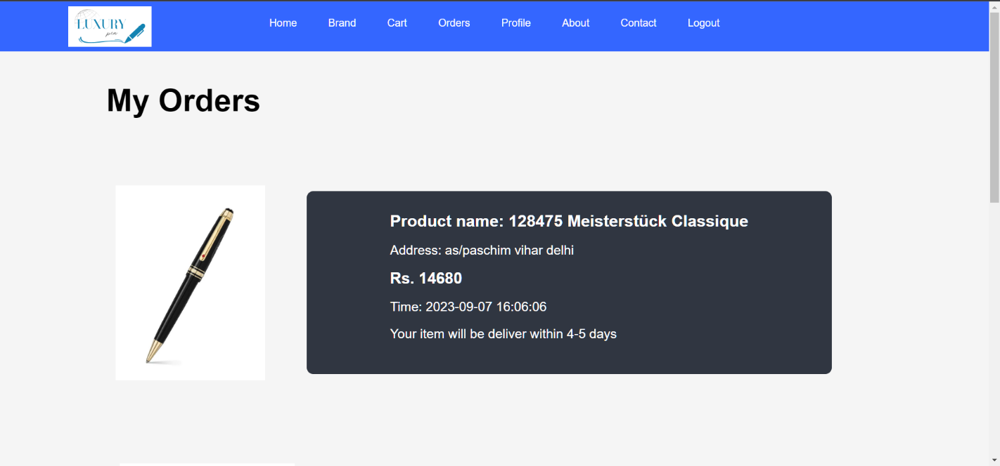 LUXURY
pen
Home Brand Cart Orders Profile About Contact Logout
My Orders
Product name: 128475 Meisterstück Classique
Address: as/paschim vihar delhi
Rs. 14680
Time: 2023-09-07 16:06:06
Your item will be deliver within 4-5 days